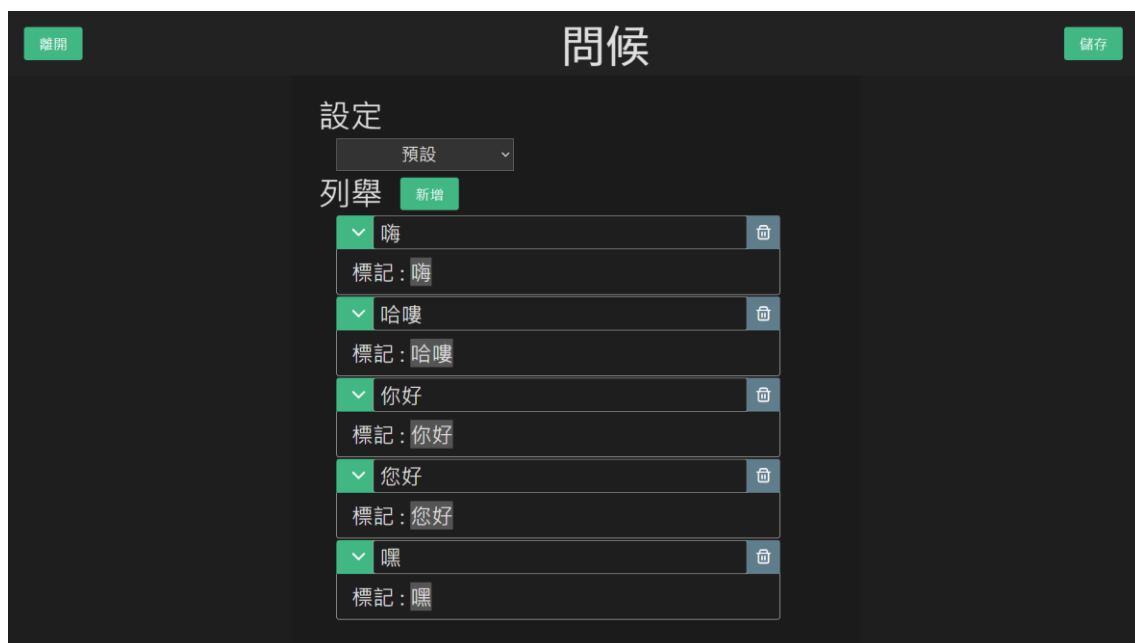 離開
問候
儲存
設定
預設
列舉 新增
嗨
標記 : 嗨
哈嘍
標記 : 哈嘍
你好
標記 : 你好
您好
標記 : 您好
嘿
標記 : 嘿